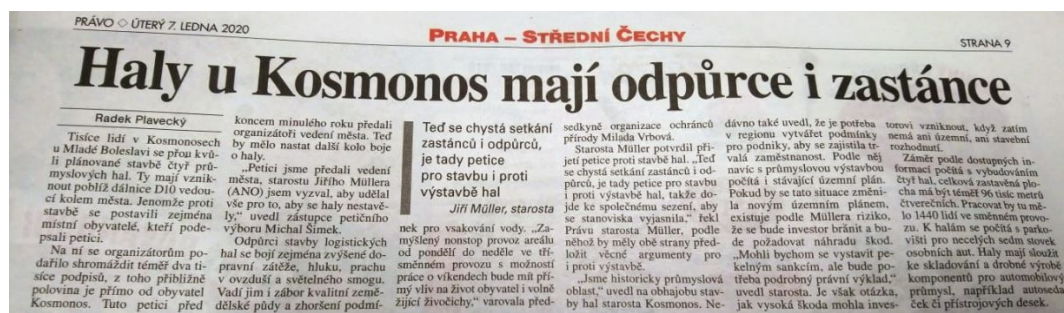 PRÁVO ◇ ÚTERÝ 7. LEDNA 2020
PRAHA – STŘEDNÍ ČECHY
STRANA 9
Haly u Kosmonos mají odpůrce i zastánce
Radek Plavecký
Tisíce lidí v Kosmonosech
u Mladé Boleslavi se přou kvů-
li plánované stavbě čtyř prů-
myslových hal. Ty mají vznik-
nout poblíž dálnice D10 vedou-
cí kolem města. Jenomže proti
stavbě se postavili zejména
místní obyvatelé, kteří pode-
psali petici.
Na ní se organizátorům po-
dařilo shromáždit téměř dva ti-
síce podpisů, z toho přibližně
polovina je přímo od obyvatel
Kosmonos. Tuto petici před
koncem minulého roku předali
organizátoři vedení města. Teď
by mělo nastat další kolo boje
o haly.
„Petici jsme předali vedení
města, starostu Jiřího Müllera
(ANO) jsem vyzval, aby udělal
vše pro to, aby se haly nestavě-
ly,“ uvedl zástupce petičního
výboru Michal Šimek.
Odpůrci stavby logistických
hal se bojí zejména zvýšené do-
pravní zátěže, hluku, prachu
v ovzduší a světelného smogu.
Vadí jim i zábor kvalitní země-
dělské půdy a zhoršení podmí-
Teď se chystá setkání
zastánců i odpůrců,
je tady petice
pro stavbu i proti
výstavbě hal
Jiří Müller, starosta
nek pro vsakování vody. „Za-
myšlený nonstop provoz areálu
od pondělí do neděle ve tří-
směnném provozu s možností
práce o víkendech bude mít pří-
mý vliv na život obyvatel i volně
žijící živočichy,“ varovala před-
sedkyně organizace ochránců
přírody Milada Vrbová.
Starosta Müller potvrdil při-
jetí petice proti stavbě hal. „Teď
se chystá setkání zastánců i od-
půrců, je tady petice pro stavbu
i proti výstavbě hal, takže do-
jde ke společnému sezení, aby
se stanoviska vyjasnila,“ řekl
Právu starosta Müller, podle
něhož by měly obě strany před-
ložit věcné argumenty pro
i proti výstavbě.
„Jsme historicky průmyslová
oblast,“ uvedl na obhajobu stav-
by hal starosta Kosmonos. Ne-
dávno také uvedl, že je potřeba
v regionu vytvářet podmínky
pro podniky, aby se zajistila tr-
valá zaměstnanost. Podle něj
navíc s průmyslovou výstavbou
počítá i stávající územní plán.
Pokud by se tato situace změni-
la novým územním plánem,
existuje podle Müllera riziko,
že se bude investor bránit a bu-
de požadovat náhradu škod.
„Mohli bychom se vystavit pe-
kelným sankcím, ale bude po-
třeba podrobný právní výklad,“
uvedl starosta. Je však otázka,
jak vysoká škoda mohla inves-
torovi vzniknout, když zatím
nemá ani územní, ani stavební
rozhodnutí.
Záměr podle dostupných in-
formací počítá s vybudováním
čtyř hal, celková zastavěná plo-
cha má být téměř 96 tisíc metrů
čtverečních. Pracovat by tu mě-
lo 1440 lidí ve směnném provo-
zu. K halám se počítá s parko-
višti pro necelých sedm stovek
osobních aut. Haly mají sloužit
ke skladování a drobné výrobě
komponentů pro automobilový
průmysl, například autoseda-
ček či přístrojových desek.